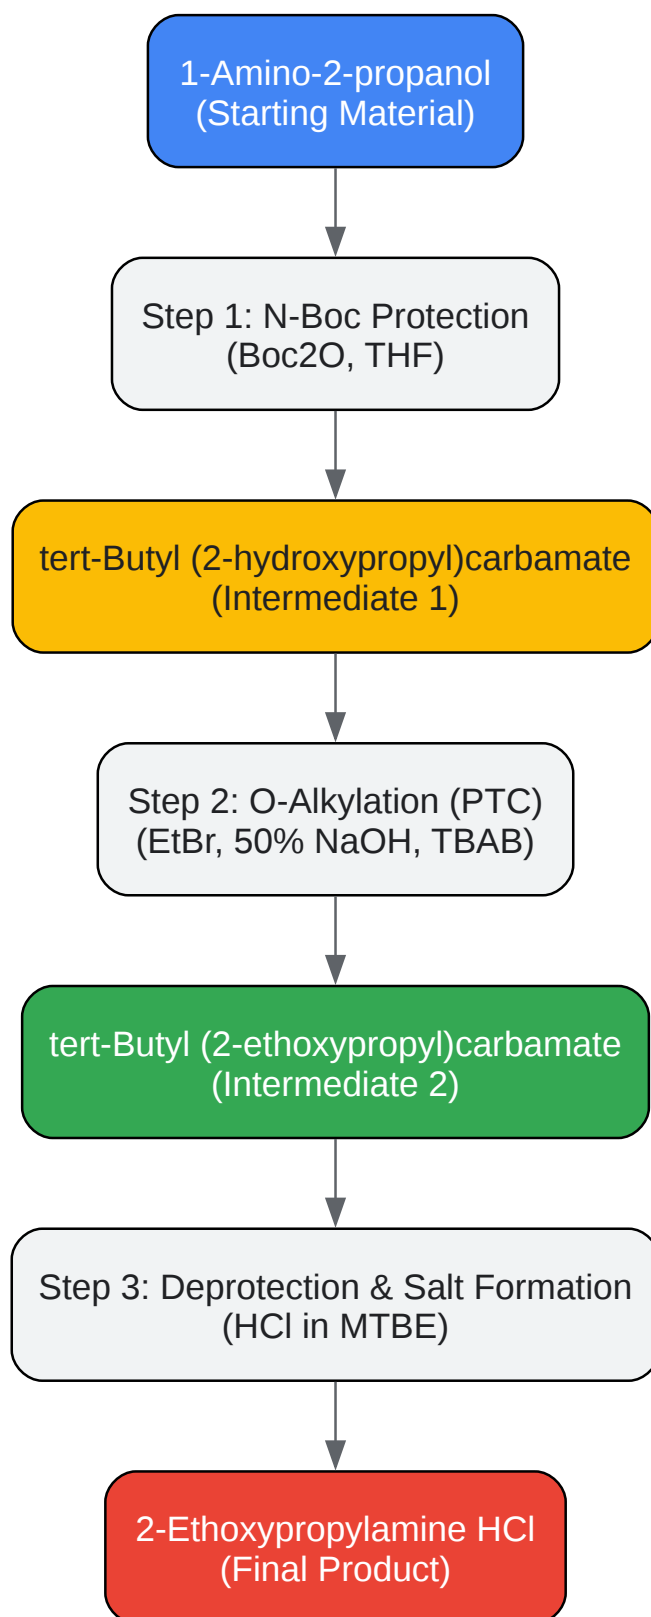 1-Amino-2-propanol
(Starting Material)
Step 1: N-Boc Protection
(Boc2O, THF)
tert-Butyl (2-hydroxypropyl)carbamate
(Intermediate 1)
Step 2: O-Alkylation (PTC)
(EtBr, 50% NaOH, TBAB)
tert-Butyl (2-ethoxypropyl)carbamate
(Intermediate 2)
Step 3: Deprotection & Salt Formation
(HCl in MTBE)
2-Ethoxypropylamine HCl
(Final Product)